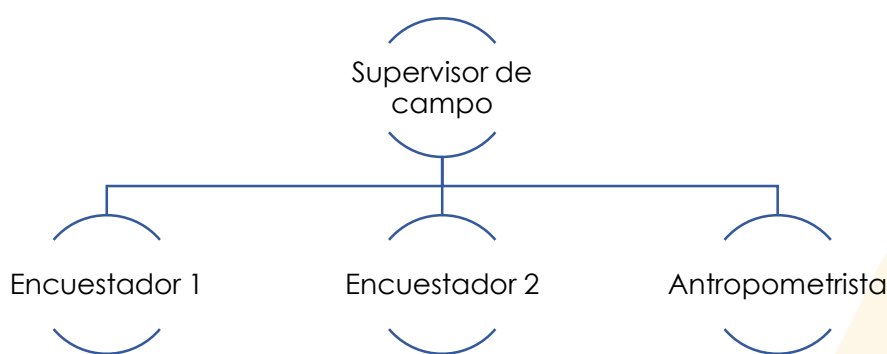 Supervisor de
campo
Encuestador 1
Encuestador 2
Antropometrista